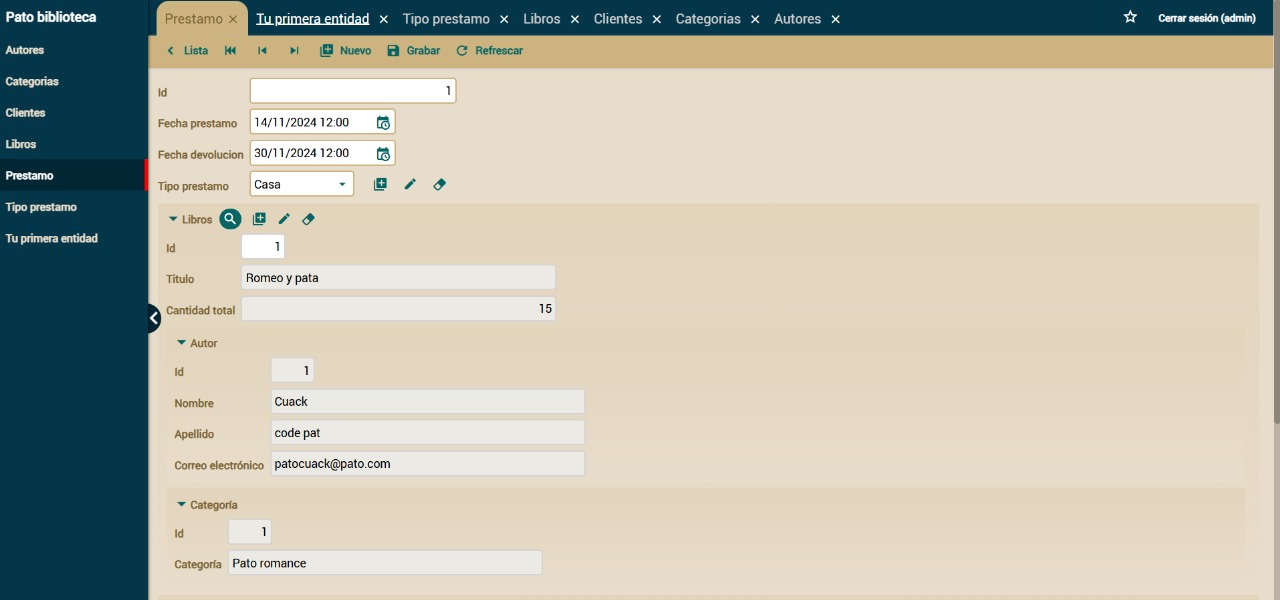 Pato biblioteca
Autores
Categorias
Clientes
Libros
Prestamo
Tipo prestamo
Tu primera entidad
Prestamo × Tu primera entidad × Tipo prestamo × Libros × Clientes × Categorias × Autores × Cerrar sesión (admin)
Lista Nuevo Grabar Refrescar
Id 1
Fecha prestamo 14/11/2024 12:00
Fecha devolucion 30/11/2024 12:00
Tipo prestamo Casa
Libros
Id 1
Titulo Romeo y pata
Cantidad total 15
Autor
Id 1
Nombre Cuack
Apellido code pat
Correo electrónico patocuack@pato.com
Categoría
Id 1
Categoría Pato romance